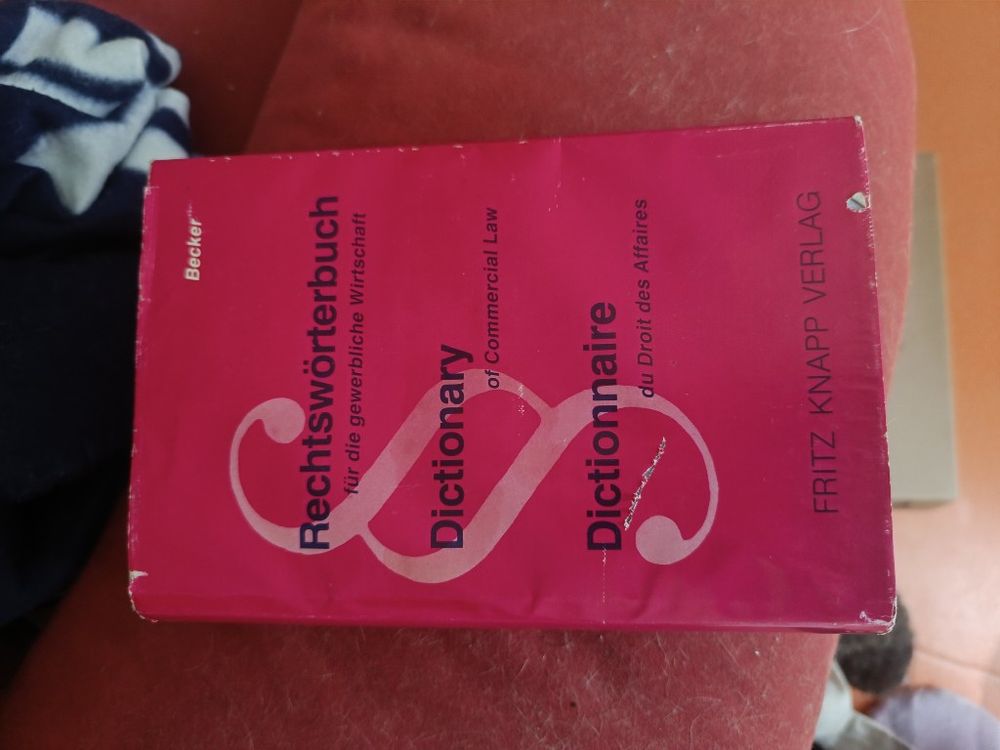 Becker
Rechtswörterbuch
für die gewerbliche Wirtschaft
Dictionary
of Commercial Law
Dictionnaire
du Droit des Affaires
FRITZ KNAPP VERLAG